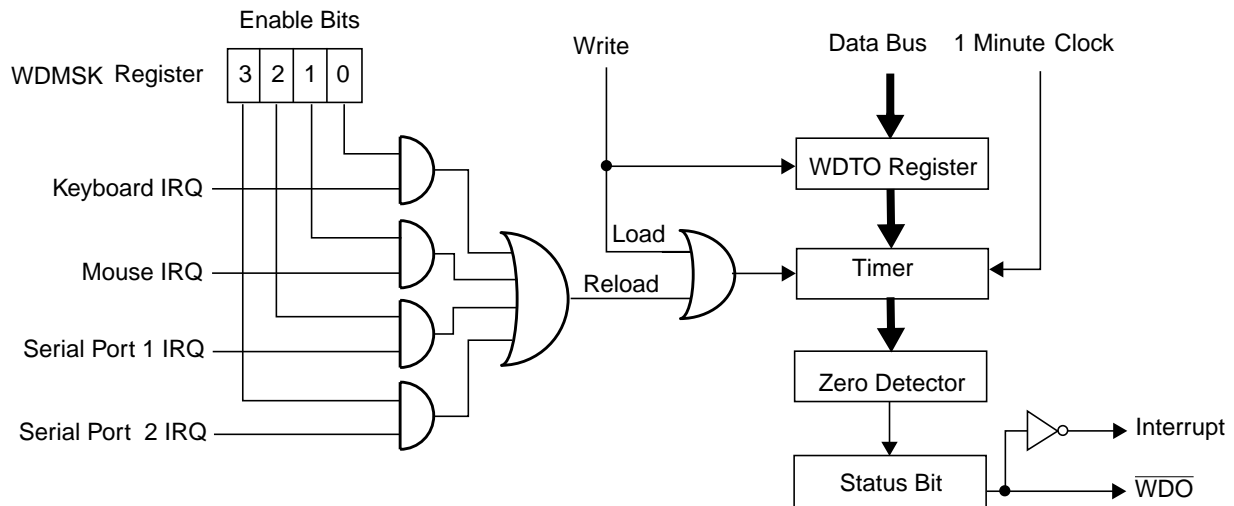 Enable Bits
Write
Data Bus
1 Minute Clock
WDMSK Register
3 2 1 0
WDTO Register
Keyboard IRQ
Load
Mouse IRQ
Timer
Reload
Serial Port 1 IRQ
Zero Detector
Serial Port 2 IRQ
Interrupt
Status Bit
WDO